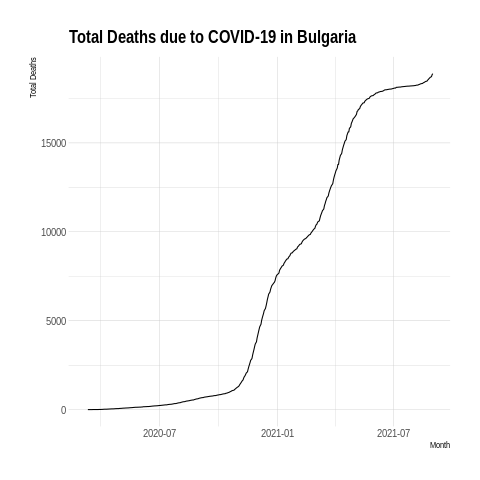 Total Deaths due to COVID-19 in Bulgaria
Total Deaths
15000
10000
5000
0
2020-07 2021-01 2021-07
Month